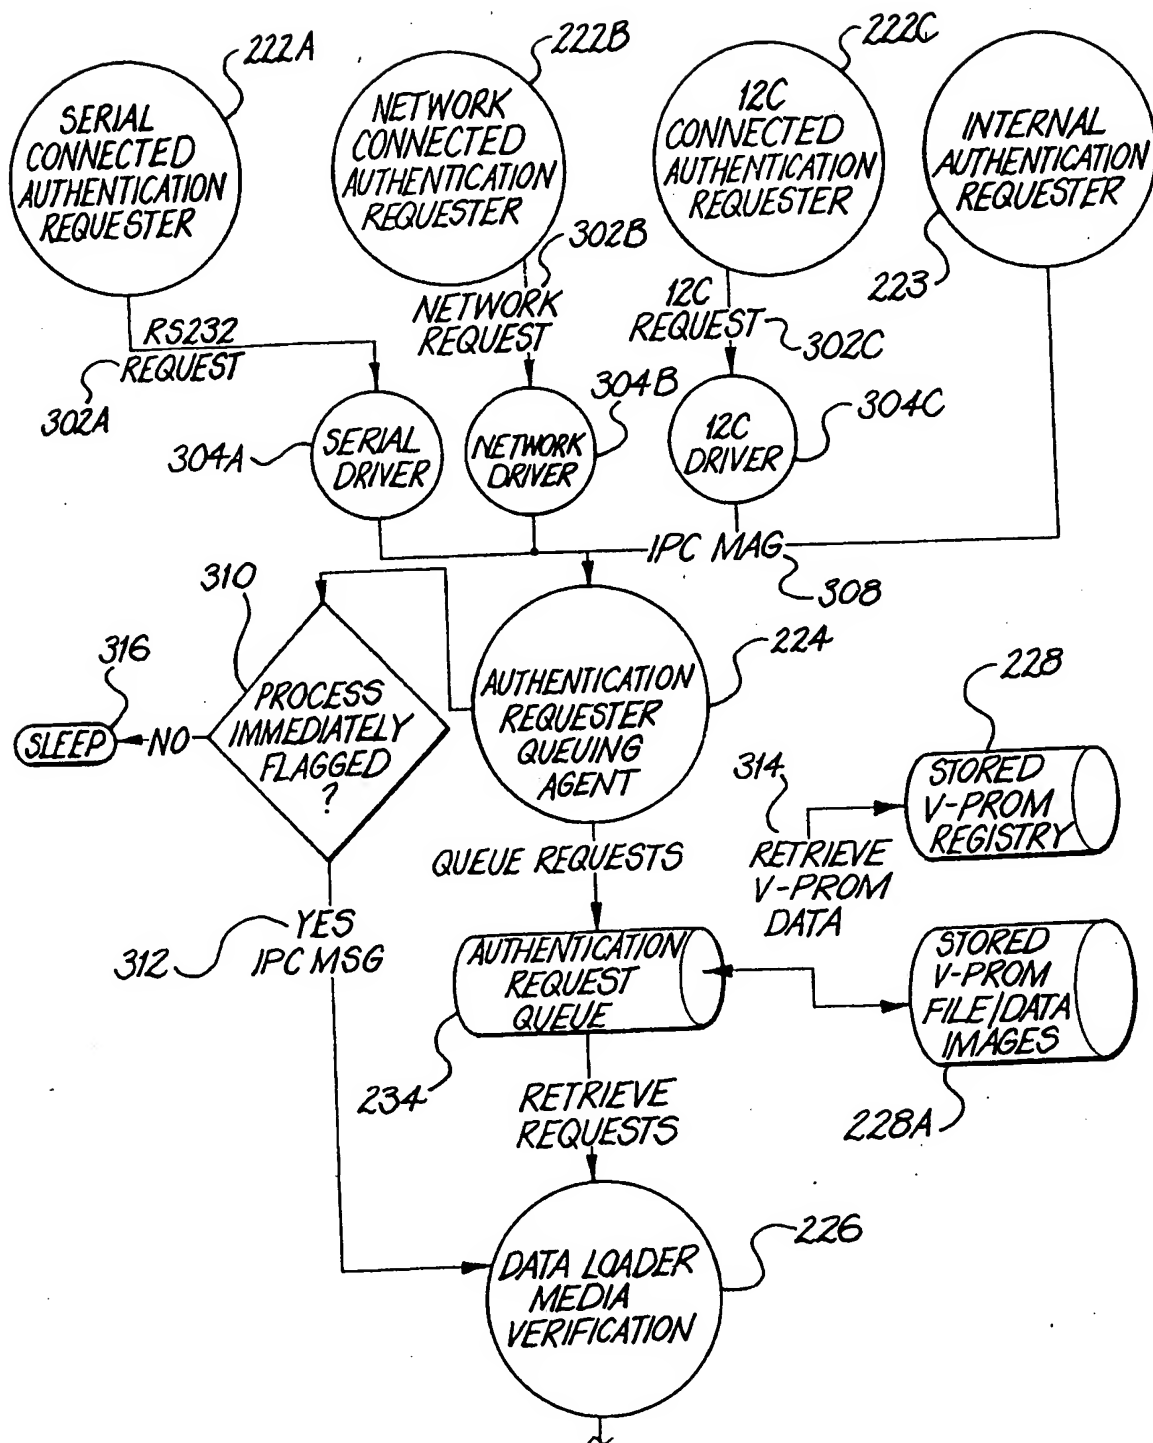 222A
SERIAL
CONNECTED
AUTHENTICATION
REQUESTER
222B
NETWORK
CONNECTED
AUTHENTICATION
REQUESTER
222C
12C
CONNECTED
AUTHENTICATION
REQUESTER
INTERNAL
AUTHENTICATION
REQUESTER
223
RS232
REQUEST
302A
302B
NETWORK
REQUEST
12C
REQUEST
302C
304A
SERIAL
DRIVER
304B
NETWORK
DRIVER
304C
12C
DRIVER
IPC MAG
308
310
PROCESS
IMMEDIATELY
FLAGGED
?
316
SLEEP
NO
224
AUTHENTICATION
REQUESTER
QUEUING
AGENT
228
STORED
V-PROM
REGISTRY
314
RETRIEVE
V-PROM
DATA
QUEUE REQUESTS
312
YES
IPC MSG
AUTHENTICATION
REQUEST
QUEUE
234
STORED
V-PROM
FILE/DATA
IMAGES
228A
RETRIEVE
REQUESTS
226
DATA LOADER
MEDIA
VERIFICATION